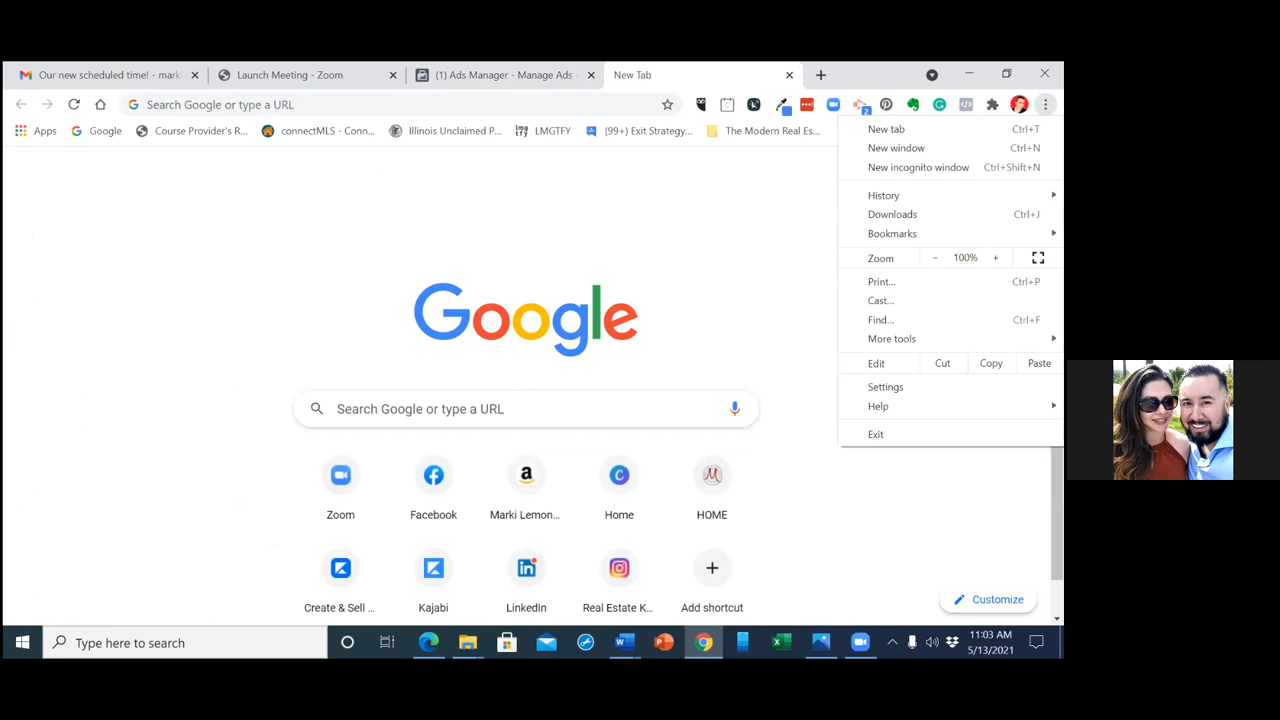 Our new scheduled time! - mark
Launch Meeting - Zoom
(1) Ads Manager - Manage Ads -
New Tab
Search Google or type a URL
2
Apps
Google
Course Provider's R...
connectMLS - Conn...
Illinois Unclaimed P...
LMGTFY
(99+) Exit Strategy...
The Modern Real Es...
New tab Ctrl+T
New window Ctrl+N
New incognito window Ctrl+Shift+N
History
Downloads Ctrl+J
Bookmarks
Zoom - 100% +
Print... Ctrl+P
Cast...
Find... Ctrl+F
More tools
Edit Cut Copy Paste
Settings
Help
Exit
Google
Search Google or type a URL
Zoom
Facebook
Marki Lemon...
Home
HOME
Create & Sell ...
Kajabi
LinkedIn
Real Estate K...
Add shortcut
Customize
Type here to search
11:03 AM
5/13/2021